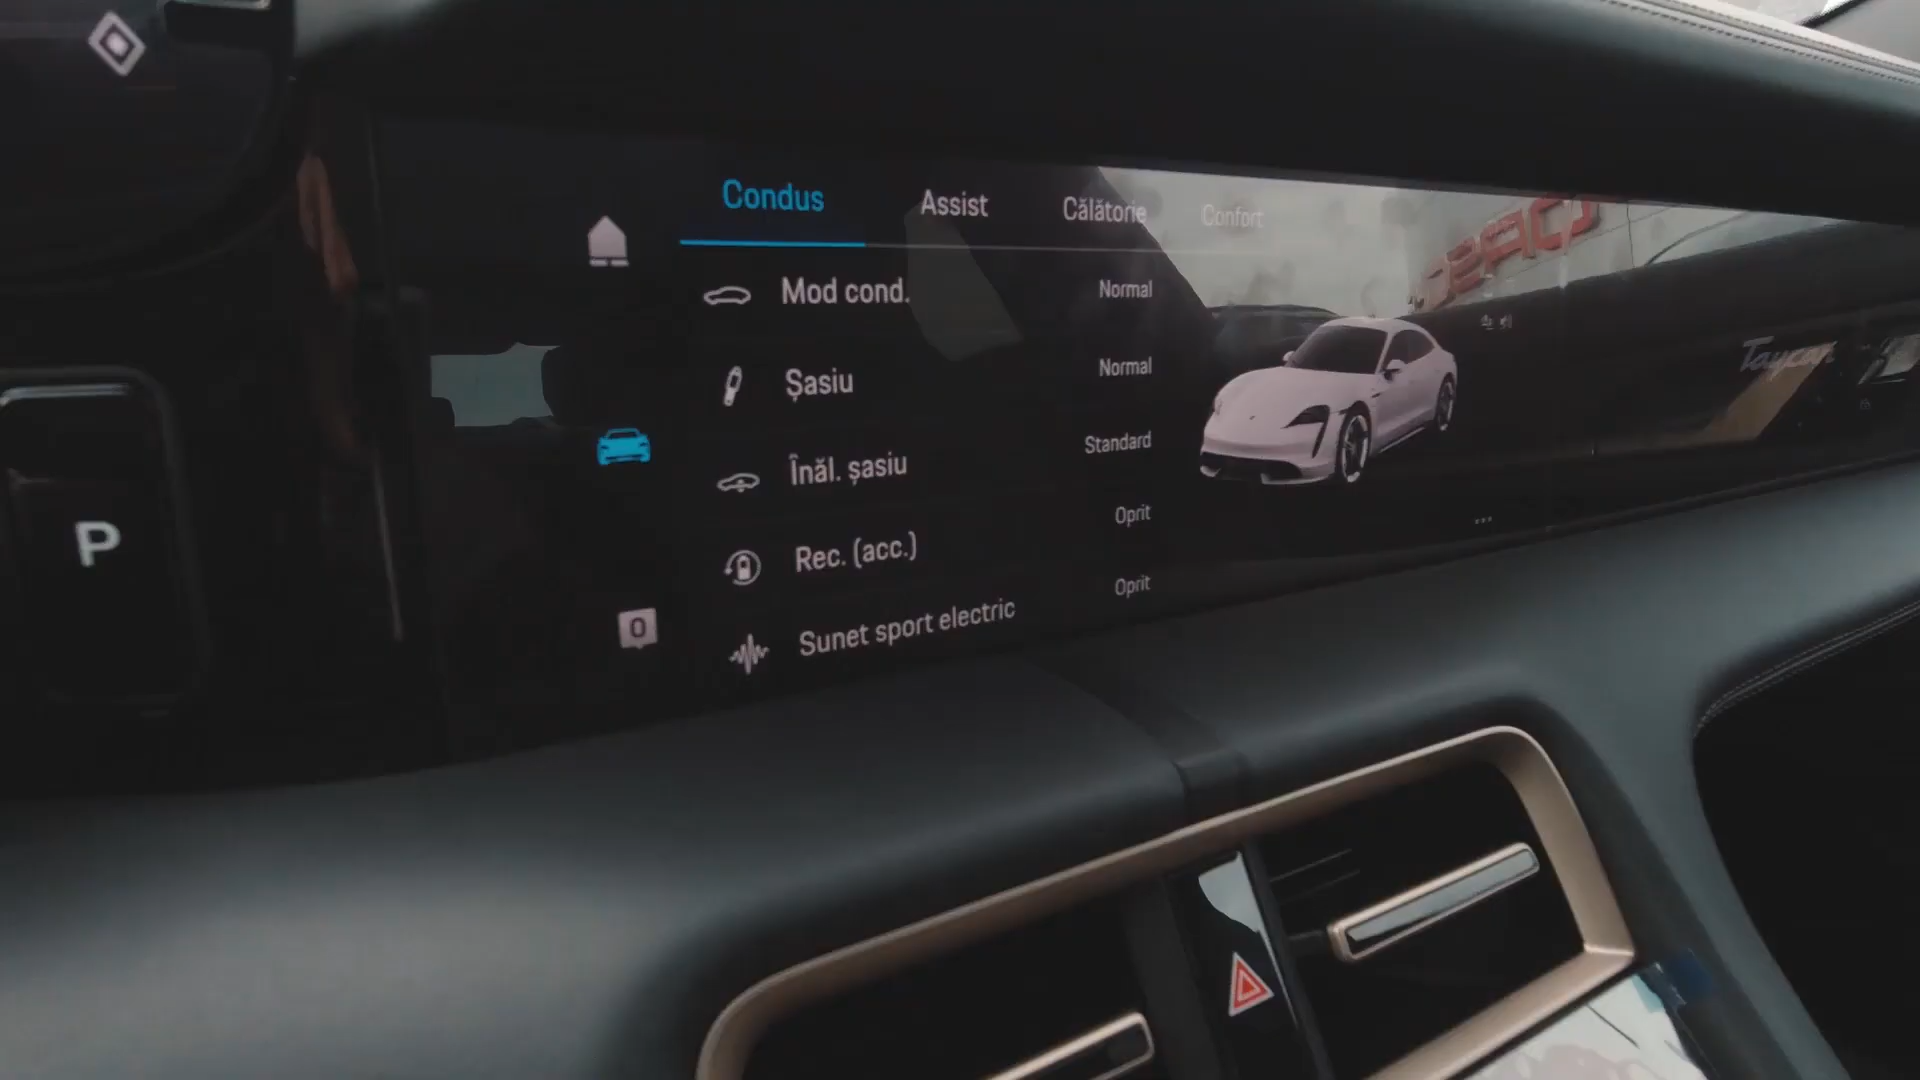 Condus Assist Călătorie Confort
Mod cond. Normal
Șasiu Normal
Înăl. șasiu Standard
Rec. (acc.) Oprit
Sunet sport electric Oprit
P
0
Taycan